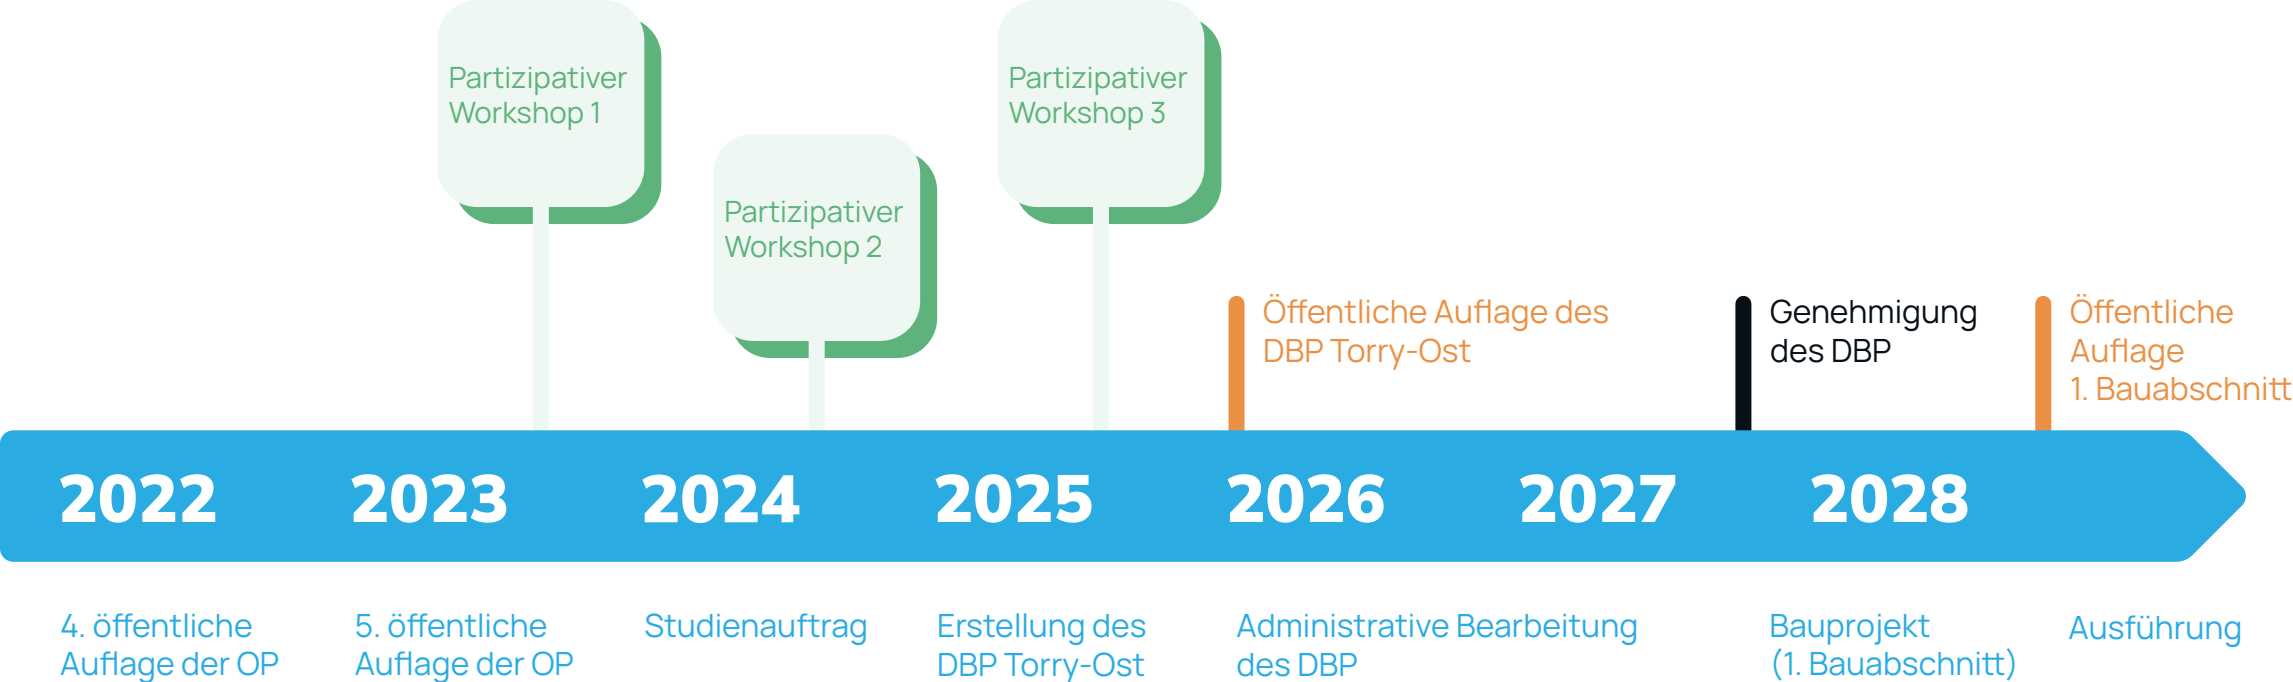 Partizipativer
Workshop 1
Partizipativer
Workshop 2
Partizipativer
Workshop 3
Öffentliche Auflage des
DBP Torry-Ost
Genehmigung
des DBP
Öffentliche
Auflage
1. Bauabschnitt
2022 2023 2024 2025 2026 2027 2028
4. öffentliche
Auflage der OP
5. öffentliche
Auflage der OP
Studienauftrag
Erstellung des
DBP Torry-Ost
Administrative Bearbeitung
des DBP
Bauprojekt
(1. Bauabschnitt)
Ausführung